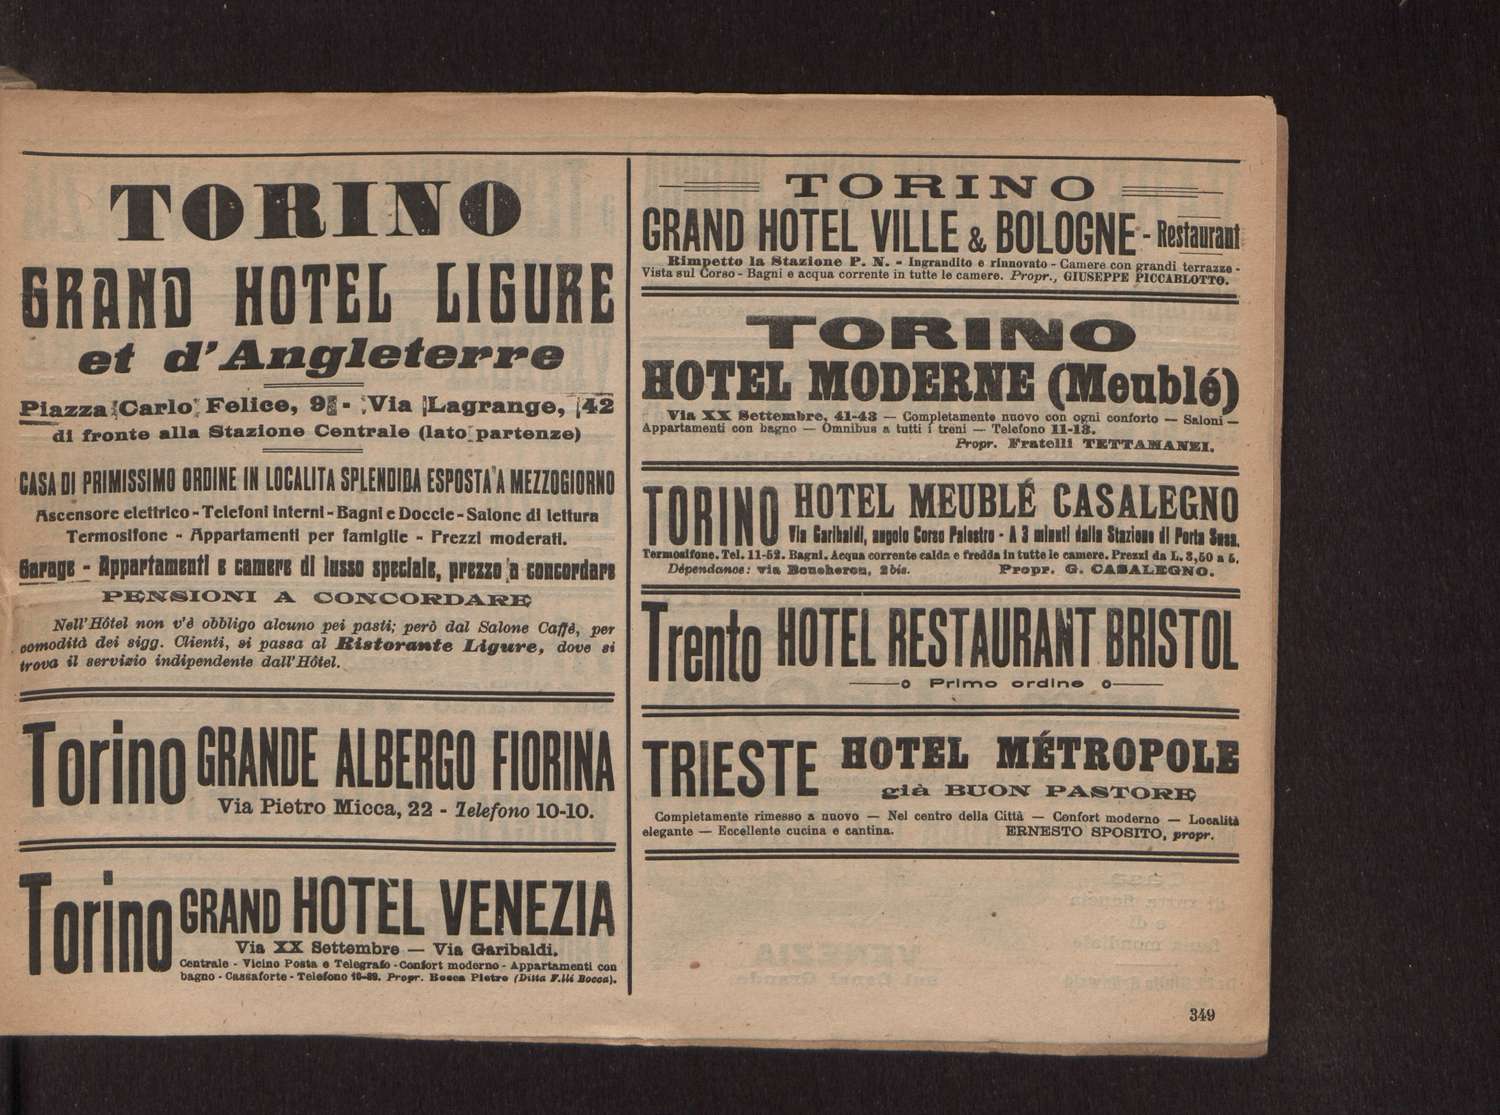 TORINO
GRAND HOTEL LIGURE
et d'Angleterre
Piazza Carlo Felice, 9 - Via Lagrange, 42
di fronte alla Stazione Centrale (lato partenze)
CASA DI PRIMISSIMO ORDINE IN LOCALITA SPLENDIDA ESPOSTA A MEZZOGIORNO
Ascensore elettrico - Telefoni interni - Bagni e Doccie - Salone di lettura
Termosifone - Appartamenti per famiglie - Prezzi moderati.
Garage - Appartamenti e camere di lusso speciale, prezzo a concordare
PENSIONI A CONCORDARE
Nell'Hôtel non v'è obbligo alcuno pei pasti; però dal Salone Caffè, per
comodità dei sigg. Clienti, si passa al Ristorante Ligure, dove si
trova il servizio indipendente dall'Hôtel.
Torino GRANDE ALBERGO FIORINA
Via Pietro Micca, 22 - Telefono 10-10.
Torino GRAND HOTEL VENEZIA
Via XX Settembre — Via Garibaldi.
Centrale - Vicino Posta e Telegrafo - Confort moderno - Appartamenti con
bagno - Cassaforte - Telefono Propr. Bocca Pietro (Ditta F.lli Bocca).
TORINO
GRAND HOTEL VILLE & BOLOGNE - Restaurant
Rimpetto la Stazione P. N. - Ingrandito e rinnovato - Camere con grandi terrazze -
Vista sul Corso - Bagni e acqua corrente in tutte le camere. Propr., GIUSEPPE PICCABLOTTO.
TORINO
HOTEL MODERNE (Meublé)
Via XX Settembre, 41-43 — Completamente nuovo con ogni conforto — Saloni —
Appartamenti con bagno — Omnibus a tutti i treni — Telefono 11-13.
Propr. Fratelli TETTAMANZI.
TORINO HOTEL MEUBLÉ CASALEGNO
Via Garibaldi, angolo Corso Palestro - A 3 minuti dalla Stazione di Porta Susa.
Termosifone. Tel. 11-52. Bagni. Acqua corrente calda e fredda in tutte le camere. Prezzi da L. 3,50 a 5.
Dépendance: via Boucheron, 2 bis. Propr. G. CASALEGNO.
Trento HOTEL RESTAURANT BRISTOL
Primo ordine
TRIESTE HOTEL MÉTROPOLE
già BUON PASTORE
Completamente rimesso a nuovo — Nel centro della Città — Confort moderno — Località
elegante — Eccellente cucina e cantina. ERNESTO SPOSITO, propr.
349